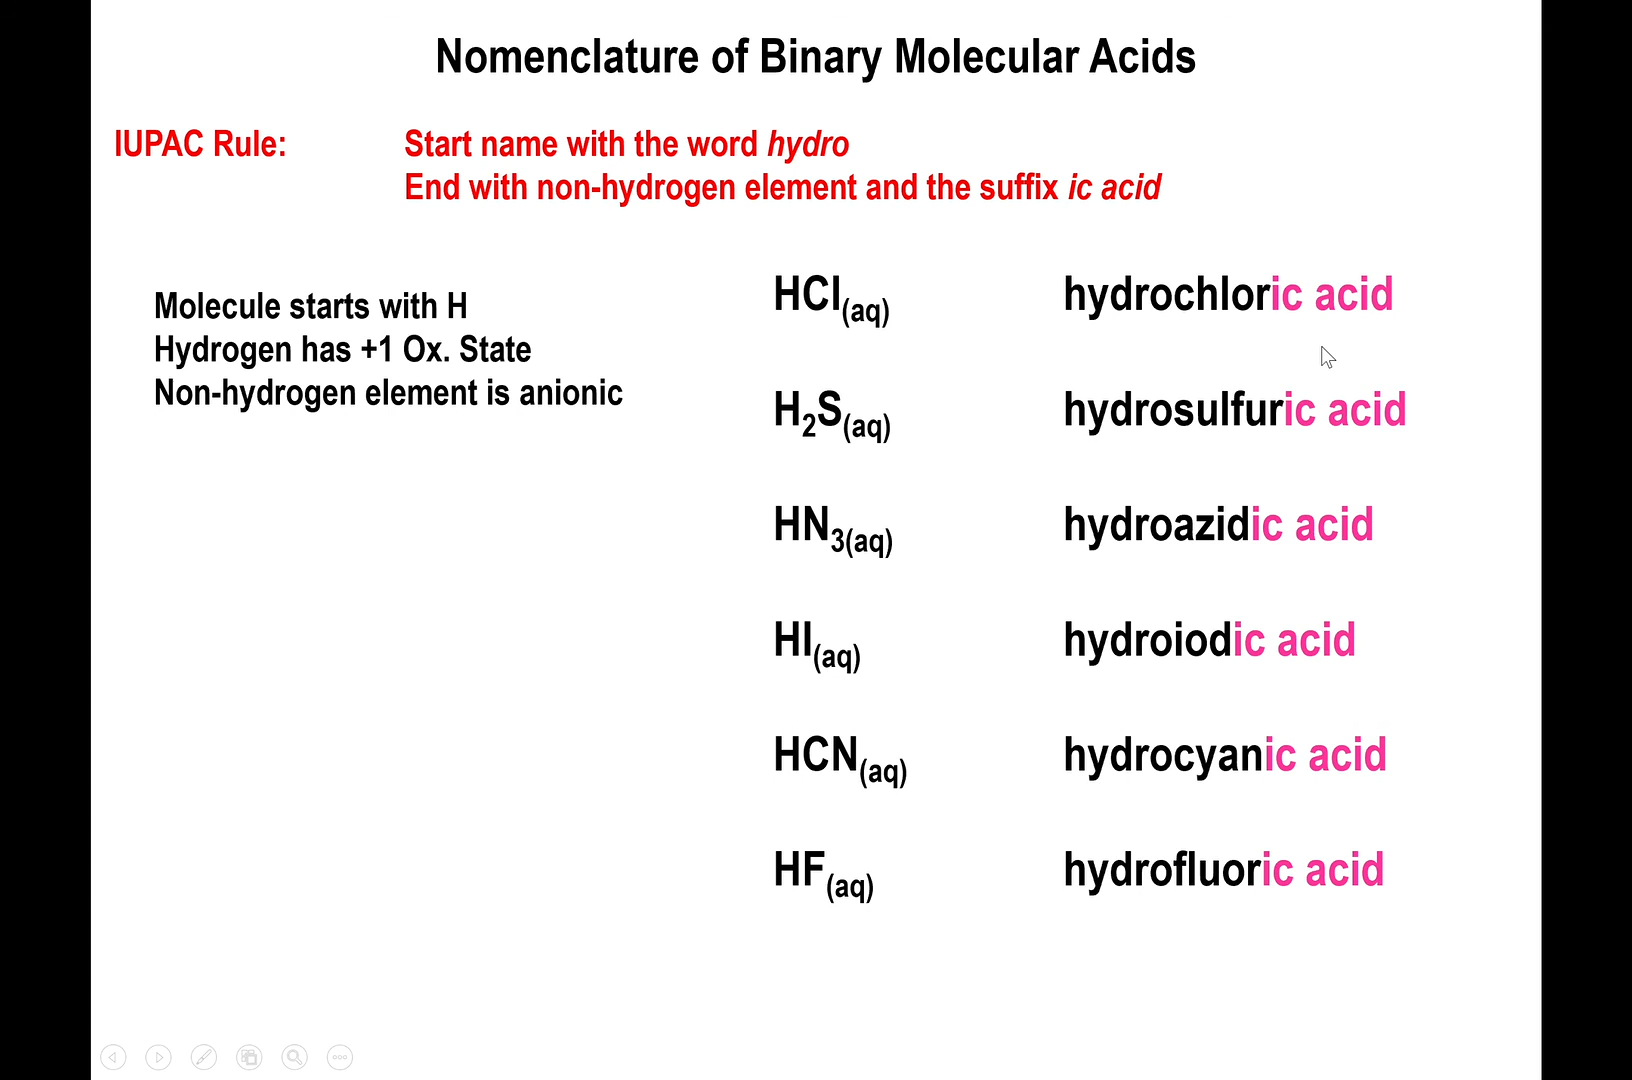 Nomenclature of Binary Molecular Acids
IUPAC Rule: Start name with the word hydro
End with non-hydrogen element and the suffix ic acid
Molecule starts with H
Hydrogen has +1 Ox. State
Non-hydrogen element is anionic
HCl(aq) hydrochloric acid
H2S(aq) hydrosulfuric acid
HN3(aq) hydroazidic acid
HI(aq) hydroiodic acid
HCN(aq) hydrocyanic acid
HF(aq) hydrofluoric acid